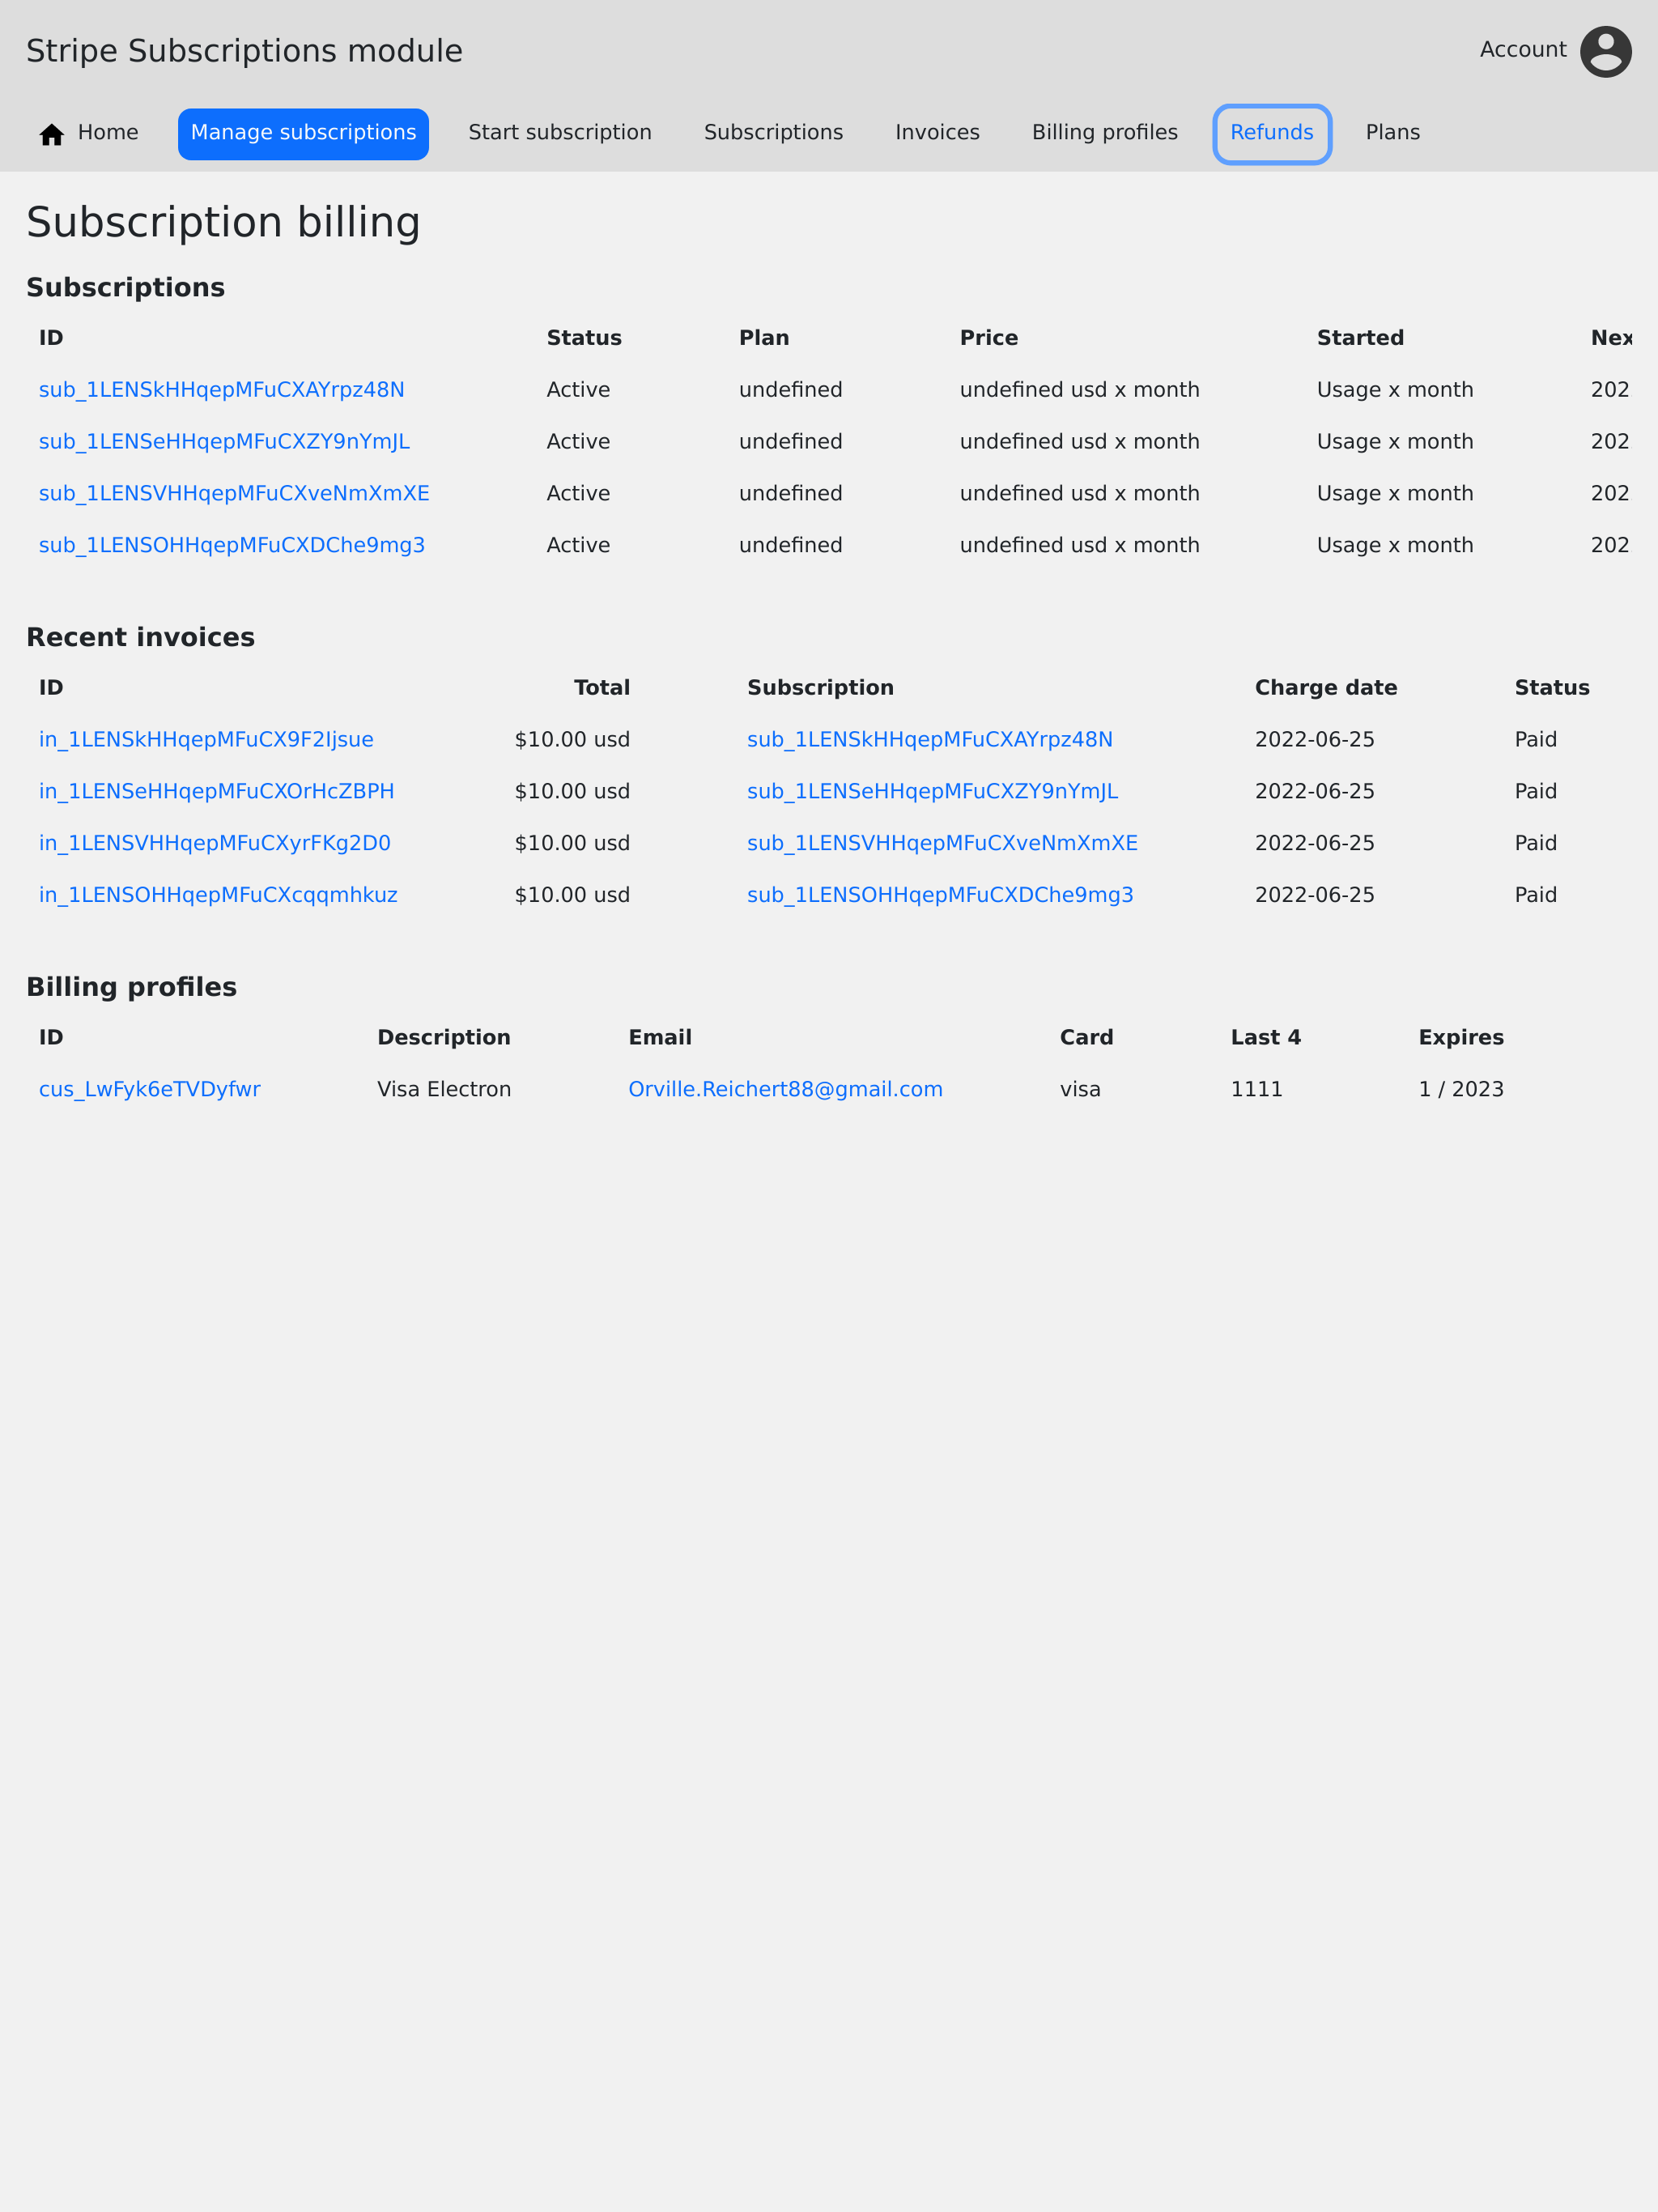 Stripe Subscriptions module
Account
Home Manage subscriptions Start subscription Subscriptions Invoices Billing profiles Refunds Plans
Subscription billing
Subscriptions
ID Status Plan Price Started Nex
sub_1LENSkHHqepMFuCXAYrpz48N Active undefined undefined usd x month Usage x month 202
sub_1LENSeHHqepMFuCXZY9nYmJL Active undefined undefined usd x month Usage x month 202
sub_1LENSVHHqepMFuCXveNmXmXE Active undefined undefined usd x month Usage x month 202
sub_1LENSOHHqepMFuCXDChe9mg3 Active undefined undefined usd x month Usage x month 202
Recent invoices
ID Total Subscription Charge date Status
in_1LENSkHHqepMFuCX9F2Ijsue $10.00 usd sub_1LENSkHHqepMFuCXAYrpz48N 2022-06-25 Paid
in_1LENSeHHqepMFuCXOrHcZBPH $10.00 usd sub_1LENSeHHqepMFuCXZY9nYmJL 2022-06-25 Paid
in_1LENSVHHqepMFuCXyrFKg2D0 $10.00 usd sub_1LENSVHHqepMFuCXveNmXmXE 2022-06-25 Paid
in_1LENSOHHqepMFuCXcqqmhkuz $10.00 usd sub_1LENSOHHqepMFuCXDChe9mg3 2022-06-25 Paid
Billing profiles
ID Description Email Card Last 4 Expires
cus_LwFyk6eTVDyfwr Visa Electron Orville.Reichert88@gmail.com visa 1111 1 / 2023